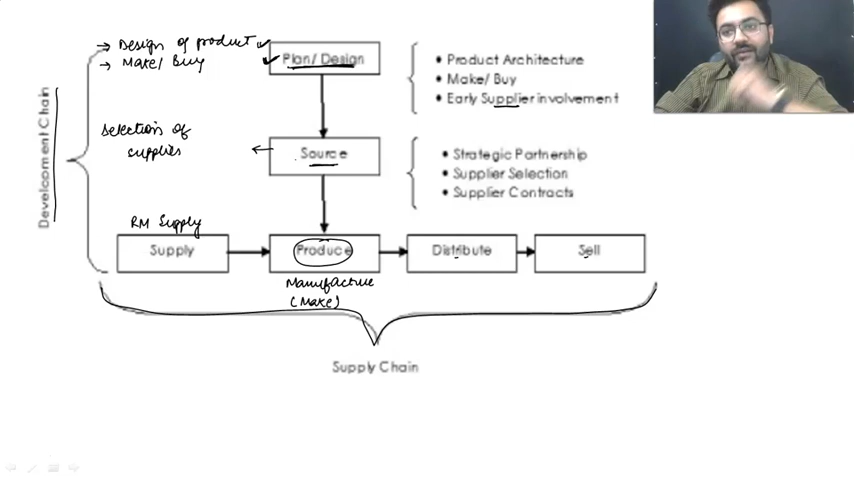 → Design of product
→ Make/ Buy
Plan/ Design
• Product Architecture
• Make/ Buy
• Early Supplier involvement
Development Chain
Selection of
supplies
Source
• Strategic Partnership
• Supplier Selection
• Supplier Contracts
RM Supply
Supply
Produce
Distribute
Sell
Manufacture
(Make)
Supply Chain